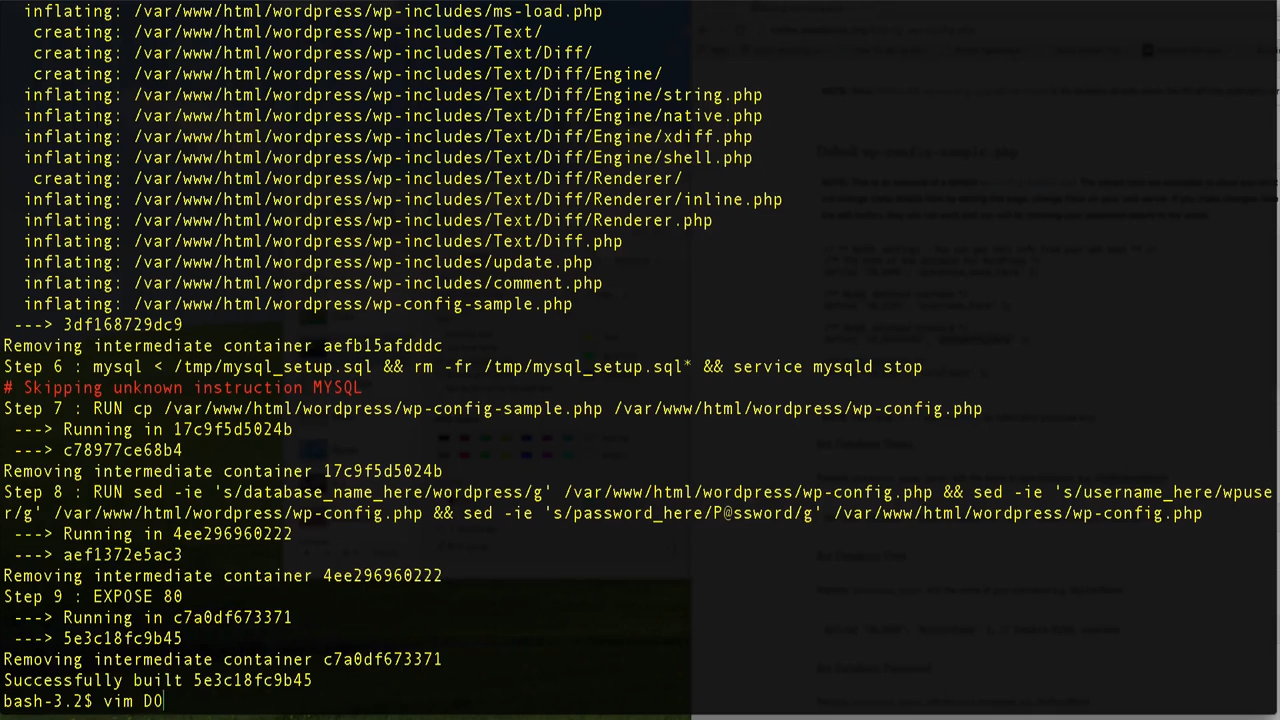 inflating: /var/www/html/wordpress/wp-includes/ms-load.php
creating: /var/www/html/wordpress/wp-includes/Text/
creating: /var/www/html/wordpress/wp-includes/Text/Diff/
creating: /var/www/html/wordpress/wp-includes/Text/Diff/Engine/
inflating: /var/www/html/wordpress/wp-includes/Text/Diff/Engine/string.php
inflating: /var/www/html/wordpress/wp-includes/Text/Diff/Engine/native.php
inflating: /var/www/html/wordpress/wp-includes/Text/Diff/Engine/xdiff.php
inflating: /var/www/html/wordpress/wp-includes/Text/Diff/Engine/shell.php
creating: /var/www/html/wordpress/wp-includes/Text/Diff/Renderer/
inflating: /var/www/html/wordpress/wp-includes/Text/Diff/Renderer/inline.php
inflating: /var/www/html/wordpress/wp-includes/Text/Diff/Renderer.php
inflating: /var/www/html/wordpress/wp-includes/Text/Diff.php
inflating: /var/www/html/wordpress/wp-includes/update.php
inflating: /var/www/html/wordpress/wp-includes/comment.php
inflating: /var/www/html/wordpress/wp-config-sample.php
---> 3df168729dc9
Removing intermediate container aefb15afdddc
Step 6 : mysql < /tmp/mysql_setup.sql && rm -fr /tmp/mysql_setup.sql* && service mysqld stop
# Skipping unknown instruction MYSQL
Step 7 : RUN cp /var/www/html/wordpress/wp-config-sample.php /var/www/html/wordpress/wp-config.php
---> Running in 17c9f5d5024b
---> c78977ce68b4
Removing intermediate container 17c9f5d5024b
Step 8 : RUN sed -ie 's/database_name_here/wordpress/g' /var/www/html/wordpress/wp-config.php && sed -ie 's/username_here/wpuse
r/g' /var/www/html/wordpress/wp-config.php && sed -ie 's/password_here/P@ssword/g' /var/www/html/wordpress/wp-config.php
---> Running in 4ee296960222
---> aef1372e5ac3
Removing intermediate container 4ee296960222
Step 9 : EXPOSE 80
---> Running in c7a0df673371
---> 5e3c18fc9b45
Removing intermediate container c7a0df673371
Successfully built 5e3c18fc9b45
bash-3.2$ vim DO